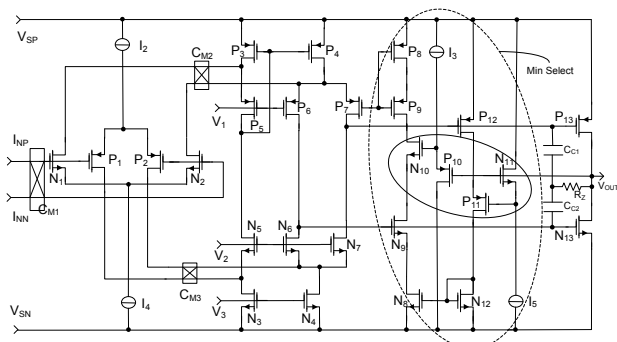 V_SP
I_2
C_M2
P_3
P_4
P_8
I_3
Min Select
V_1
P_5
P_6
P_7
P_9
P_12
P_13
I_NP
N_1
P_1
P_2
N_2
N_10
P_10
N_11
C_C1
V_OUT
R_Z
I_NN
C_M1
P_11
C_C2
V_2
N_5
N_6
N_7
N_9
N_13
C_M3
I_4
V_SN
V_3
N_3
N_4
N_8
N_12
I_5